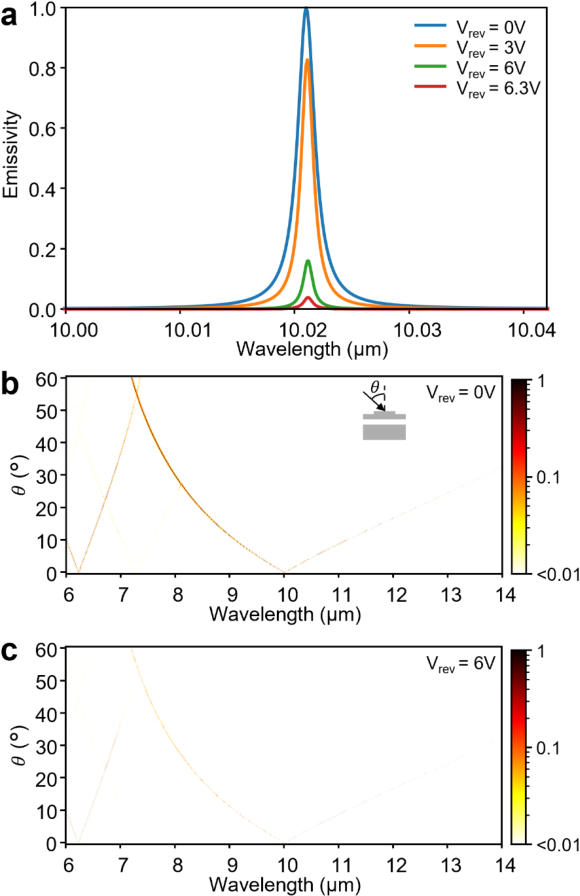 a
1.0
0.8
0.6
0.4
0.2
0.0
Emissivity
V_rev = 0V
V_rev = 3V
V_rev = 6V
V_rev = 6.3V
10.00 10.01 10.02 10.03 10.04
Wavelength (μm)
b
60
50
40
30
20
10
0
θ (°)
θ
V_rev = 0V
1
0.1
<0.01
6 7 8 9 10 11 12 13 14
Wavelength (μm)
c
60
50
40
30
20
10
0
θ (°)
V_rev = 6V
1
0.1
<0.01
6 7 8 9 10 11 12 13 14
Wavelength (μm)